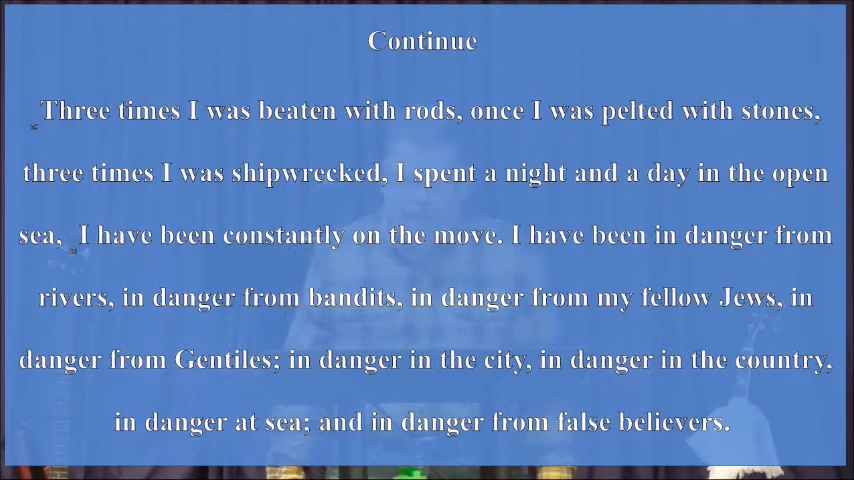 Continue
Three times I was beaten with rods, once I was pelted with stones,
three times I was shipwrecked, I spent a night and a day in the open
sea, I have been constantly on the move. I have been in danger from
rivers, in danger from bandits, in danger from my fellow Jews, in
danger from Gentiles; in danger in the city, in danger in the country,
in danger at sea; and in danger from false believers.